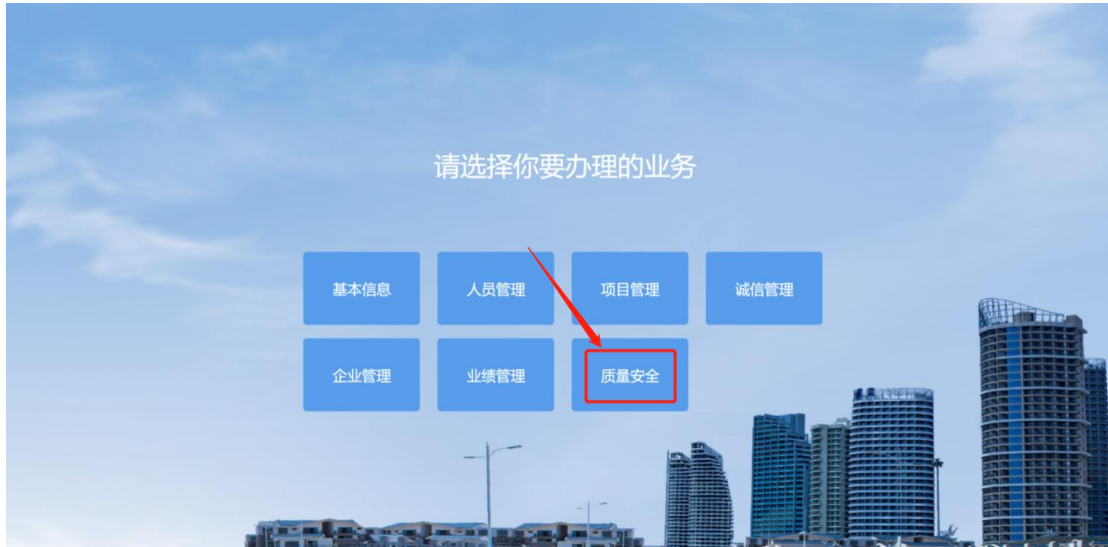 请选择你要办理的业务
基本信息 人员管理 项目管理 诚信管理
企业管理 业绩管理 质量安全